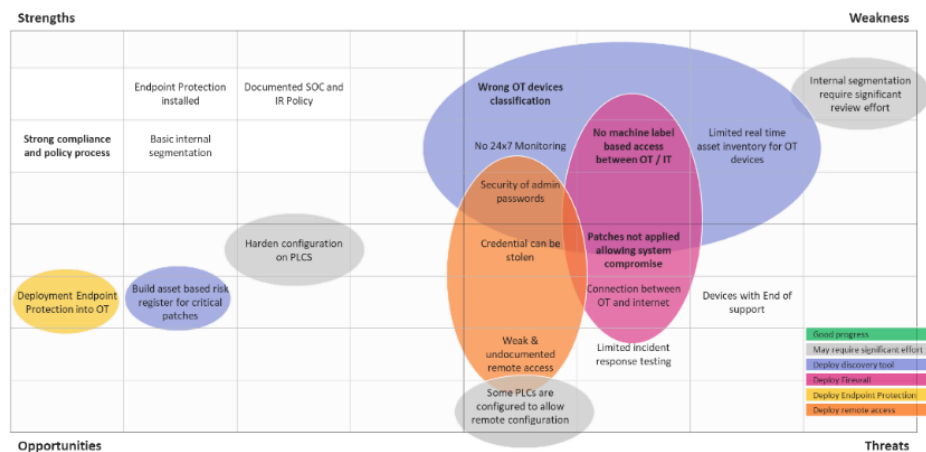 Strengths
Weakness
Endpoint Protection
installed
Documented SOC and
IR Policy
Wrong OT devices
classification
Internal segmentation
require significant
review effort
Strong compliance
and policy process
Basic internal
segmentation
No 24x7 Monitoring
No machine label
based access
between OT / IT
Limited real time
asset inventory for OT
devices
Security of admin
passwords
Harden configuration
on PLCS
Credential can be
stolen
Patches not applied
allowing system
compromise
Deployment Endpoint
Protection into OT
Build asset based risk
register for critical
patches
Connection between
OT and internet
Devices with End of
support
Weak &
undocumented
remote access
Limited incident
response testing
Some PLCs are
configured to allow
remote configuration
Good progress
May require significant effort
Deploy discovery tool
Deploy Firewall
Deploy Endpoint Protection
Deploy remote access
Opportunities
Threats